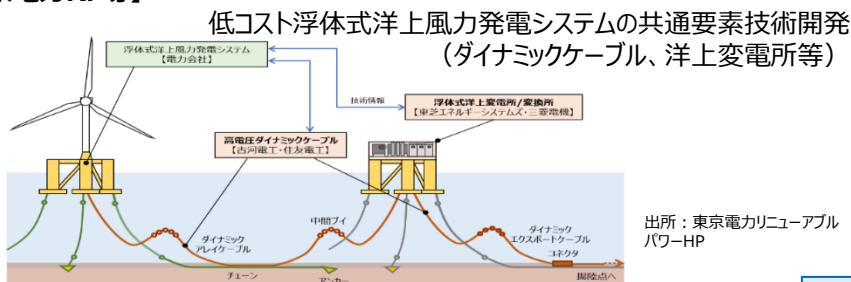 低コスト浮体式洋上風力発電システムの共通要素技術開発
（ダイナミックケーブル、洋上変電所等）
浮体式洋上風力発電システム
【電力会社】
技術情報
浮体式洋上変電所/変換所
【東芝エネルギーシステムズ・三菱電機】
高電圧ダイナミックケーブル
【古河電工・住友電工】
中間ブイ
ダイナミック
アレイケーブル
ダイナミック
エクスポートケーブル
コネクタ
チェーン
アンカー
揚陸点へ
出所：東京電力リニューアブル
パワーHP